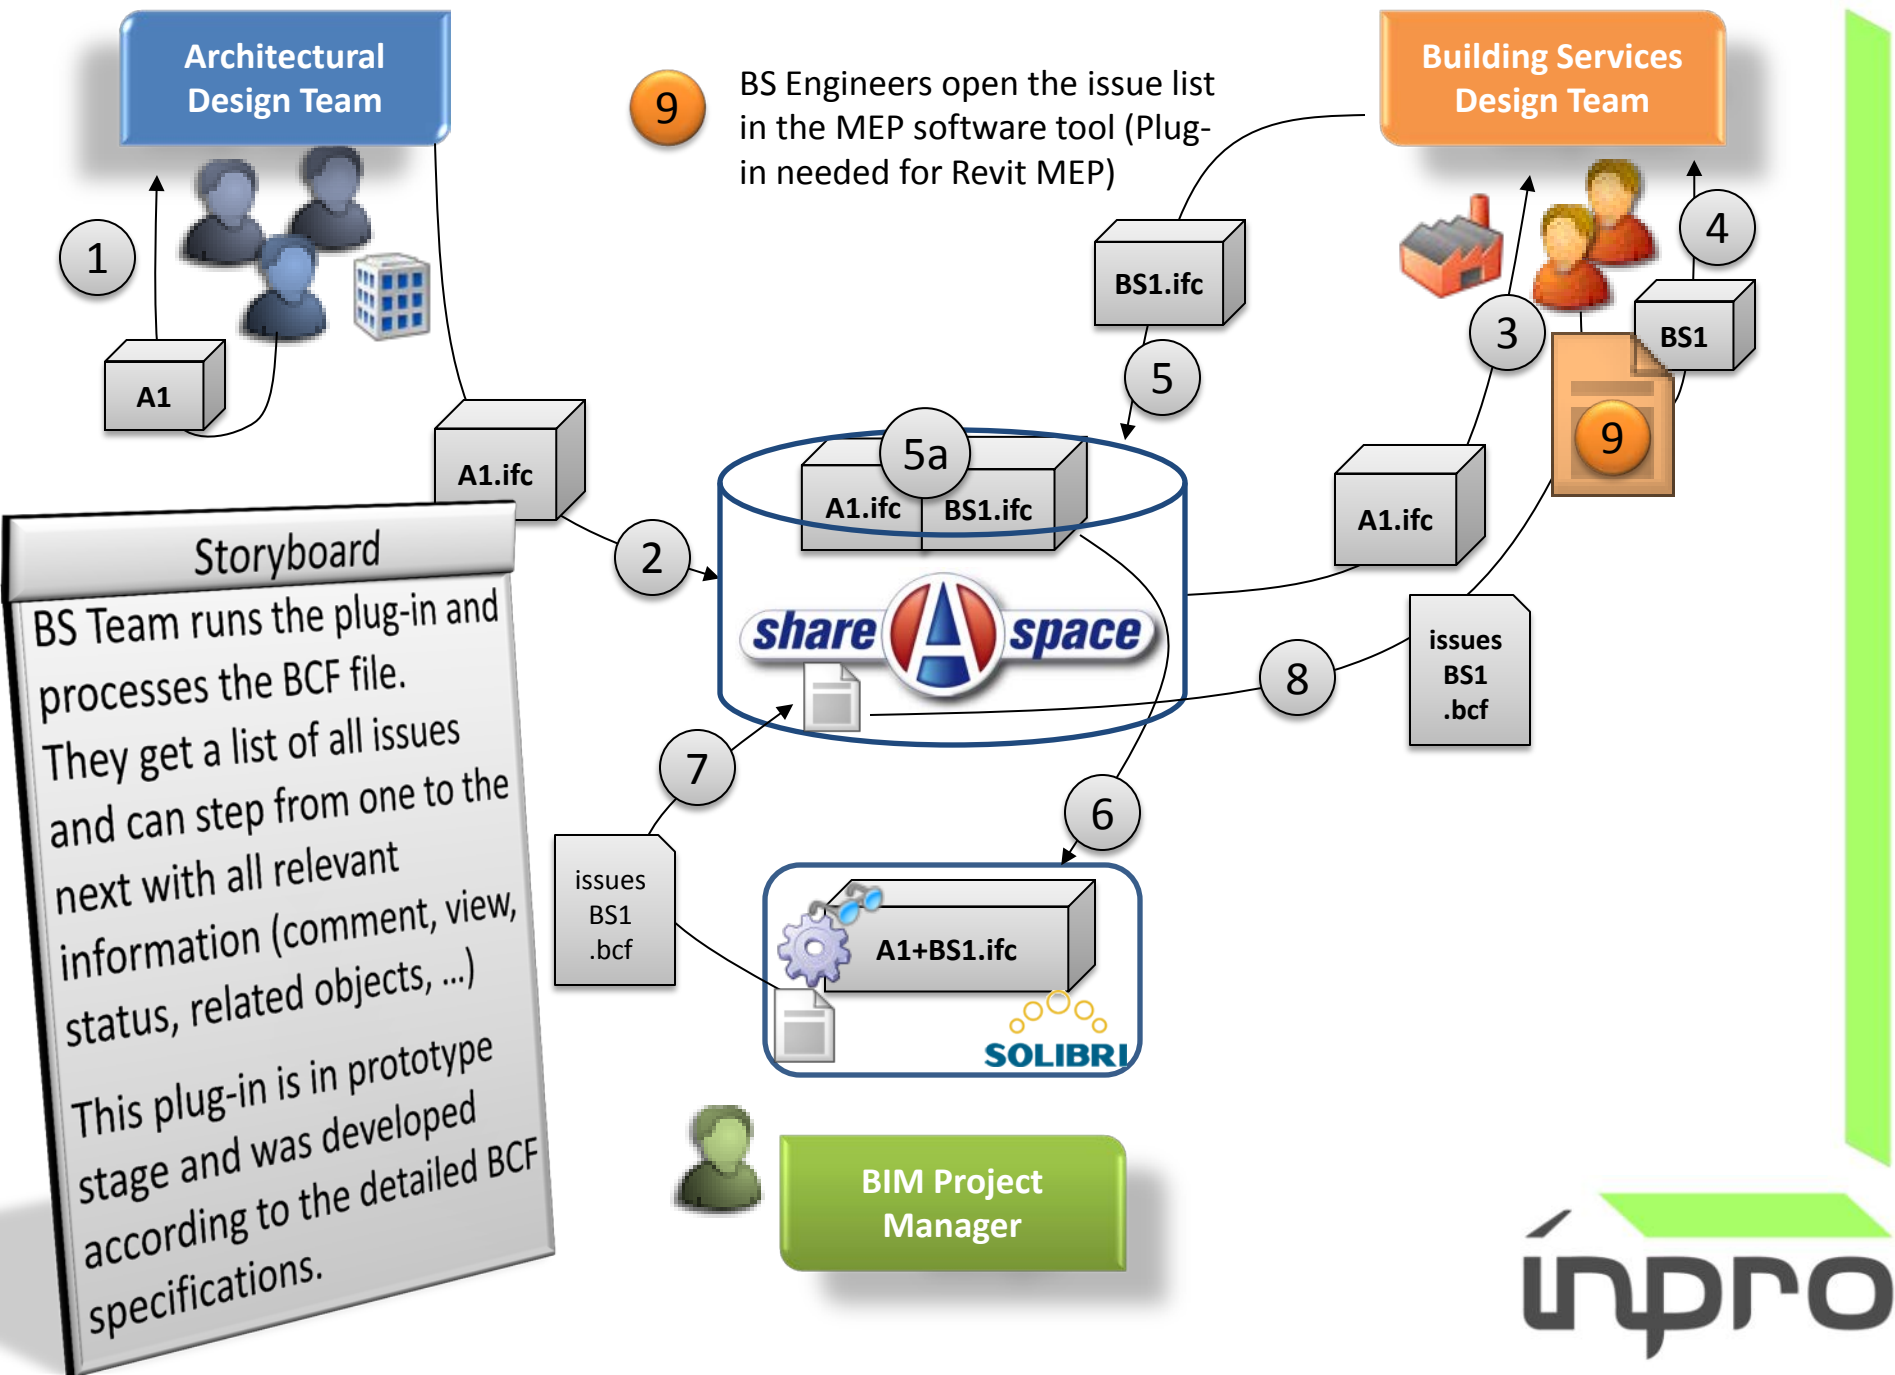 Architectural
Design Team
9
BS Engineers open the issue list
in the MEP software tool (Plug-
in needed for Revit MEP)
Building Services
Design Team
1
A1
A1.ifc
2
BS1.ifc
5
5a
A1.ifc
BS1.ifc
share A space
3
4
BS1
9
A1.ifc
8
issues
BS1
.bcf
7
issues
BS1
.bcf
6
A1+BS1.ifc
SOLIBRI
BIM Project
Manager
Storyboard
BS Team runs the plug-in and
processes the BCF file.
They get a list of all issues
and can step from one to the
next with all relevant
information (comment, view,
status, related objects, ...)
This plug-in is in prototype
stage and was developed
according to the detailed BCF
specifications.
inpro